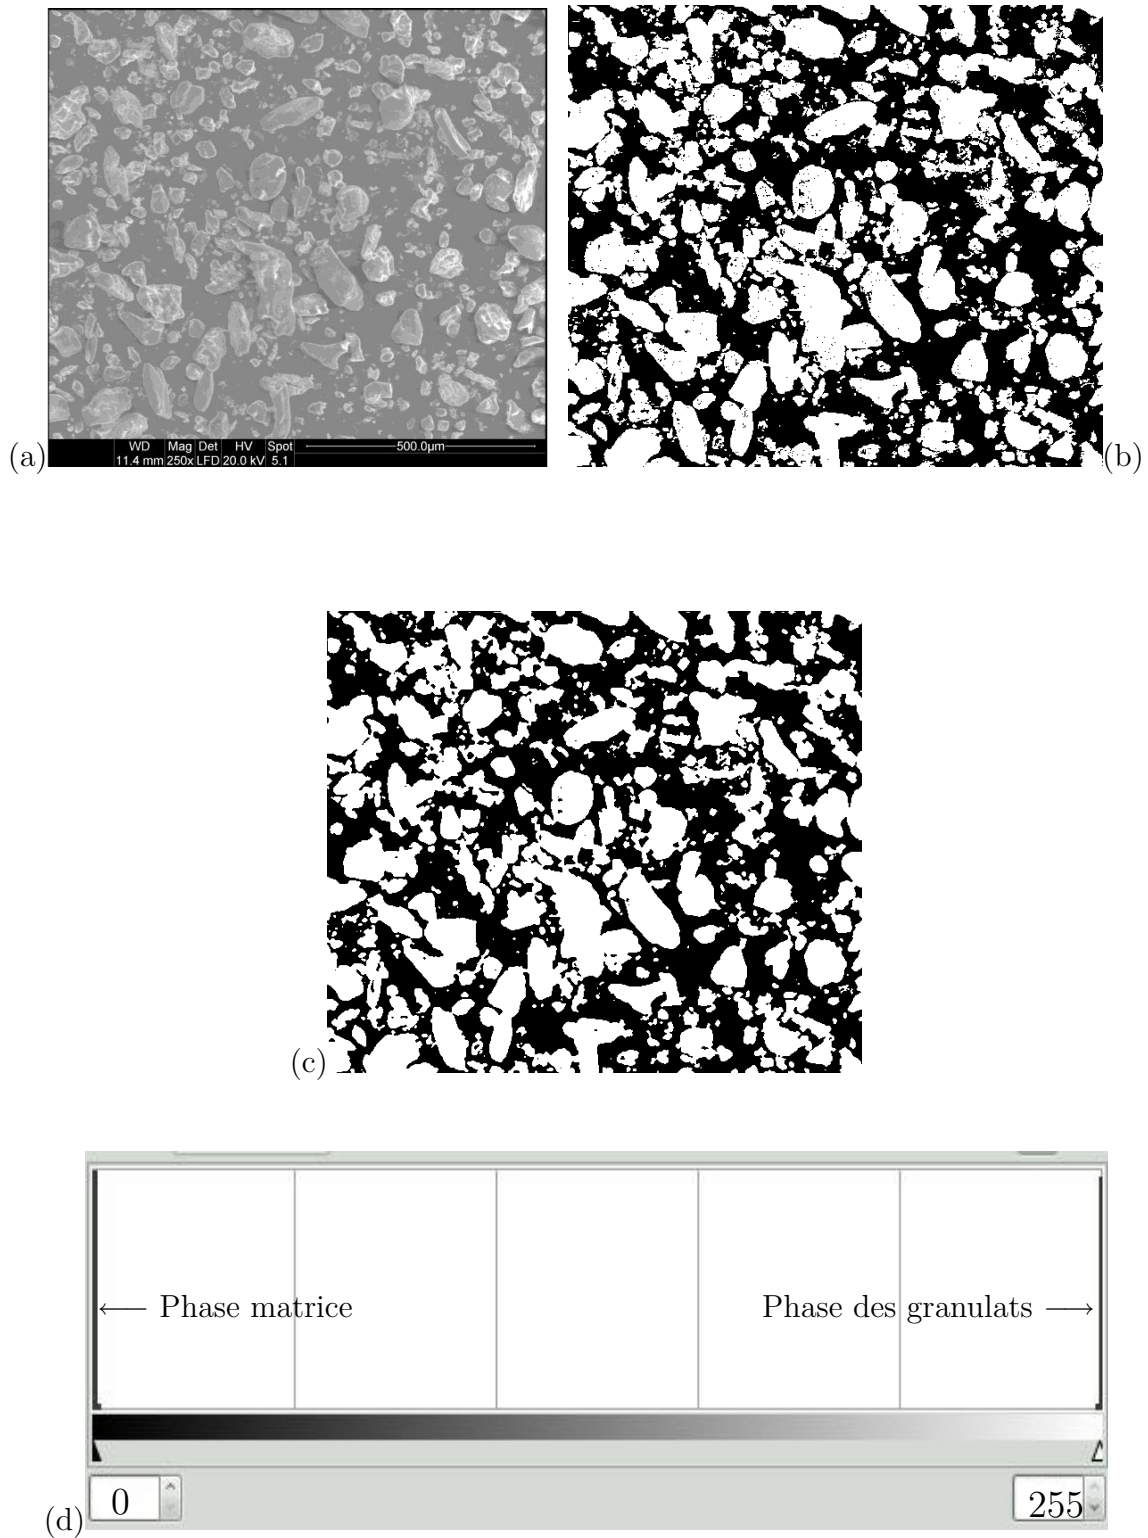 (a)
WD Mag Det HV Spot 500.0µm
11.4 mm 250x LFD 20.0 kV 5.1
(b)
(c)
← Phase matrice
Phase des granulats →
(d)
0
255